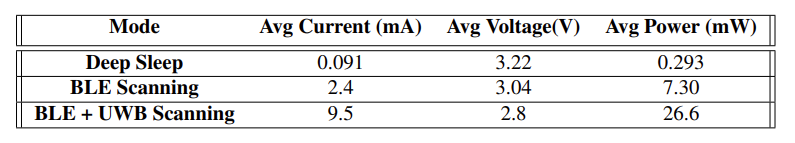 Mode Avg Current (mA) Avg Voltage(V) Avg Power (mW)
Deep Sleep 0.091 3.22 0.293
BLE Scanning 2.4 3.04 7.30
BLE + UWB Scanning 9.5 2.8 26.6